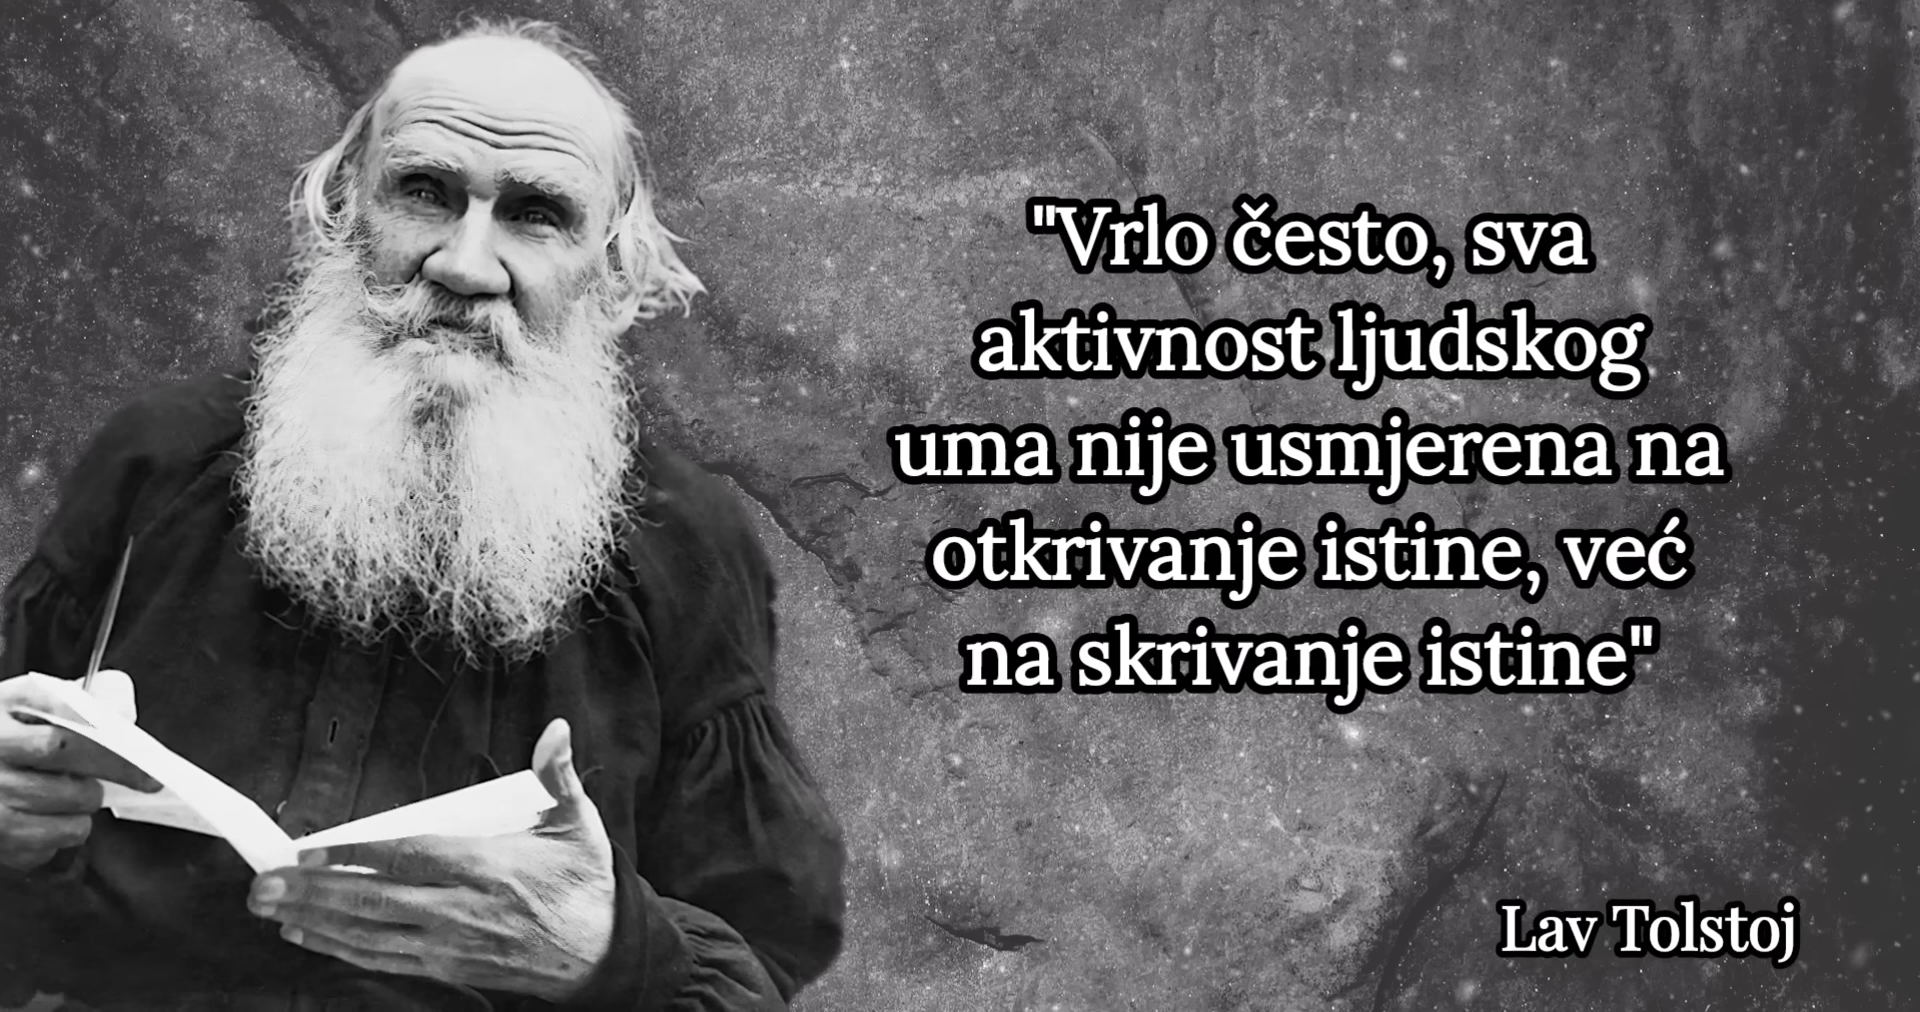 "Vrlo često, sva
aktivnost ljudskog
uma nije usmjerena na
otkrivanje istine, već
na skrivanje istine"
Lav Tolstoj